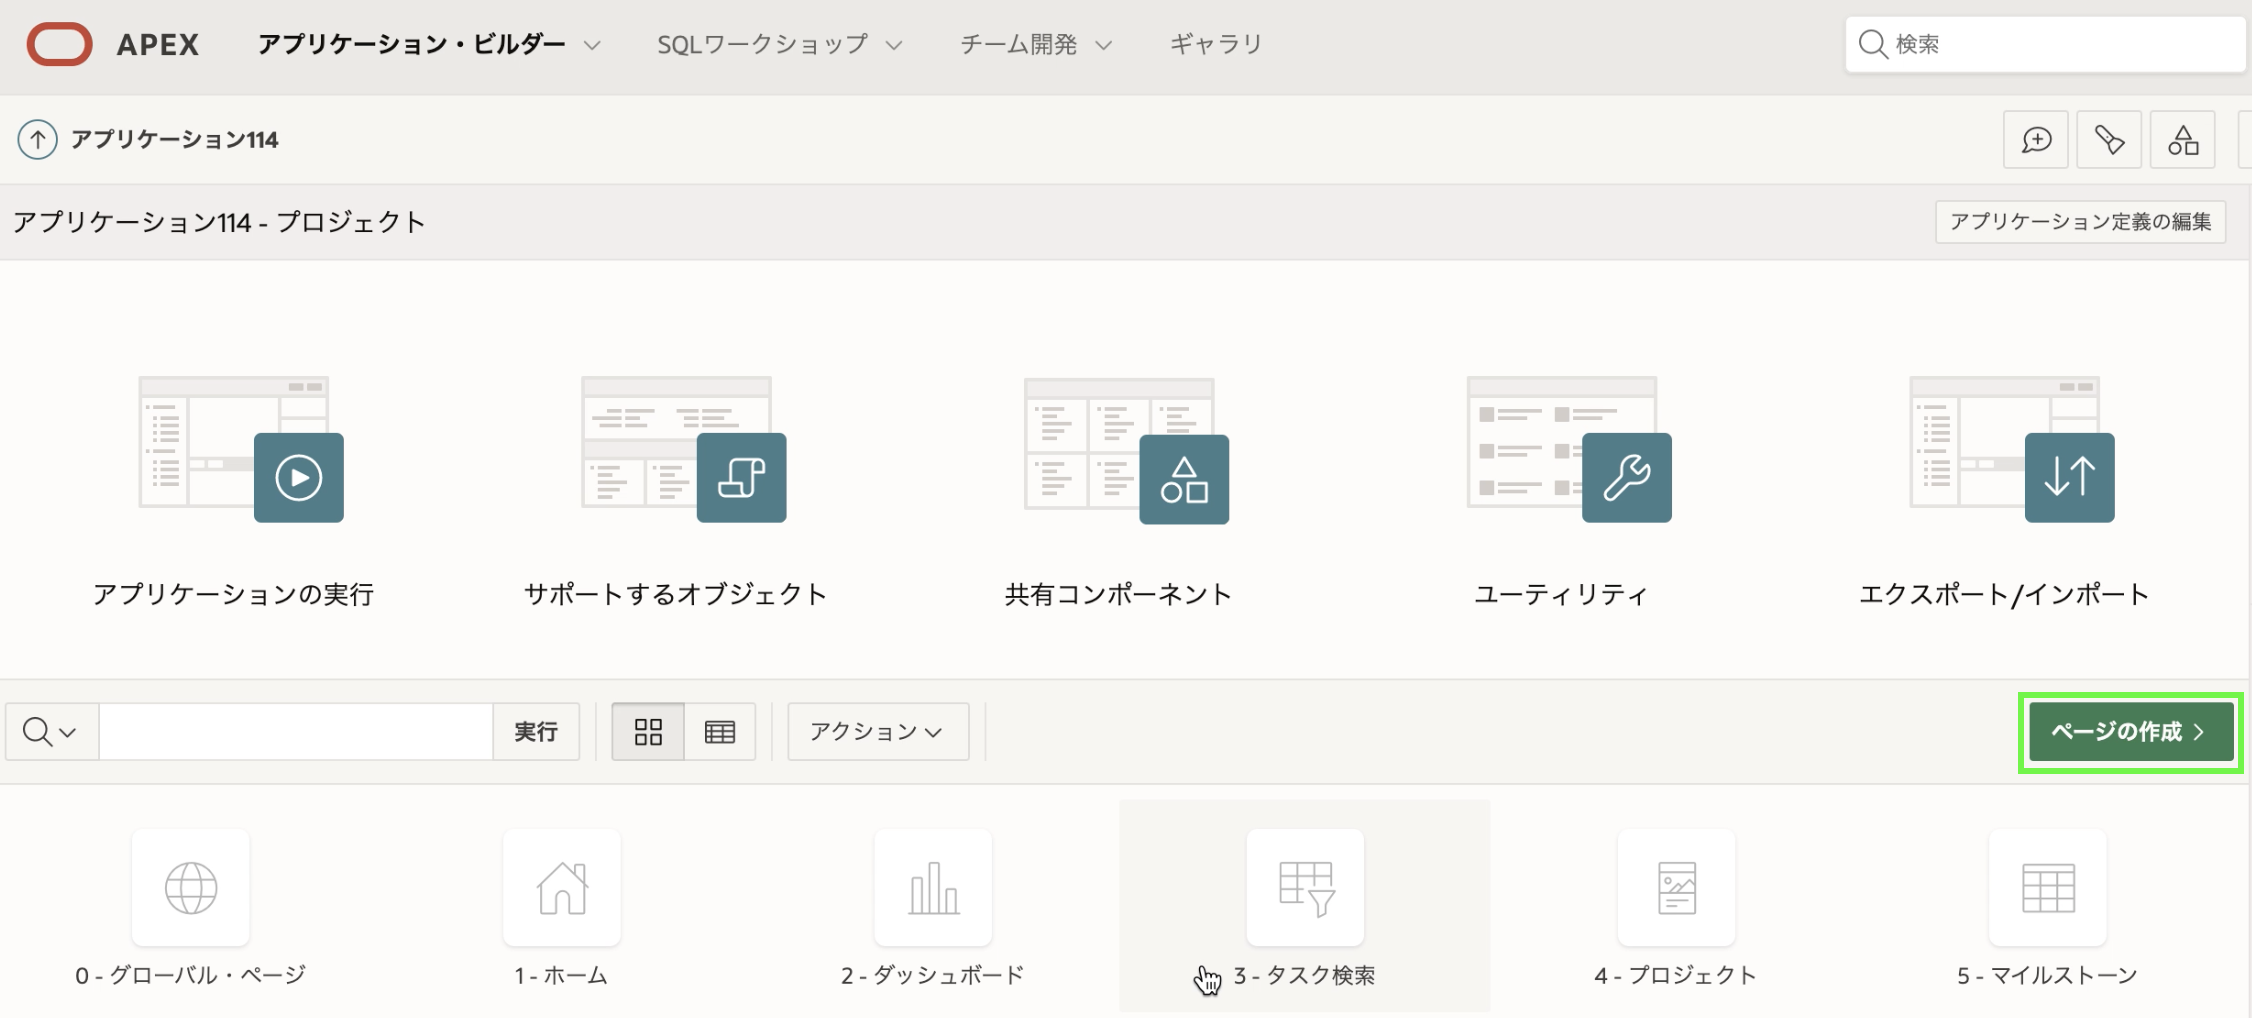 APEX アプリケーション・ビルダー SQLワークショップ チーム開発 ギャラリ 検索
アプリケーション114
アプリケーション114 - プロジェクト アプリケーション定義の編集
アプリケーションの実行 サポートするオブジェクト 共有コンポーネント ユーティリティ エクスポート/インポート
実行 アクション ページの作成
0 - グローバル・ページ 1 - ホーム 2 - ダッシュボード 3 - タスク検索 4 - プロジェクト 5 - マイルストーン